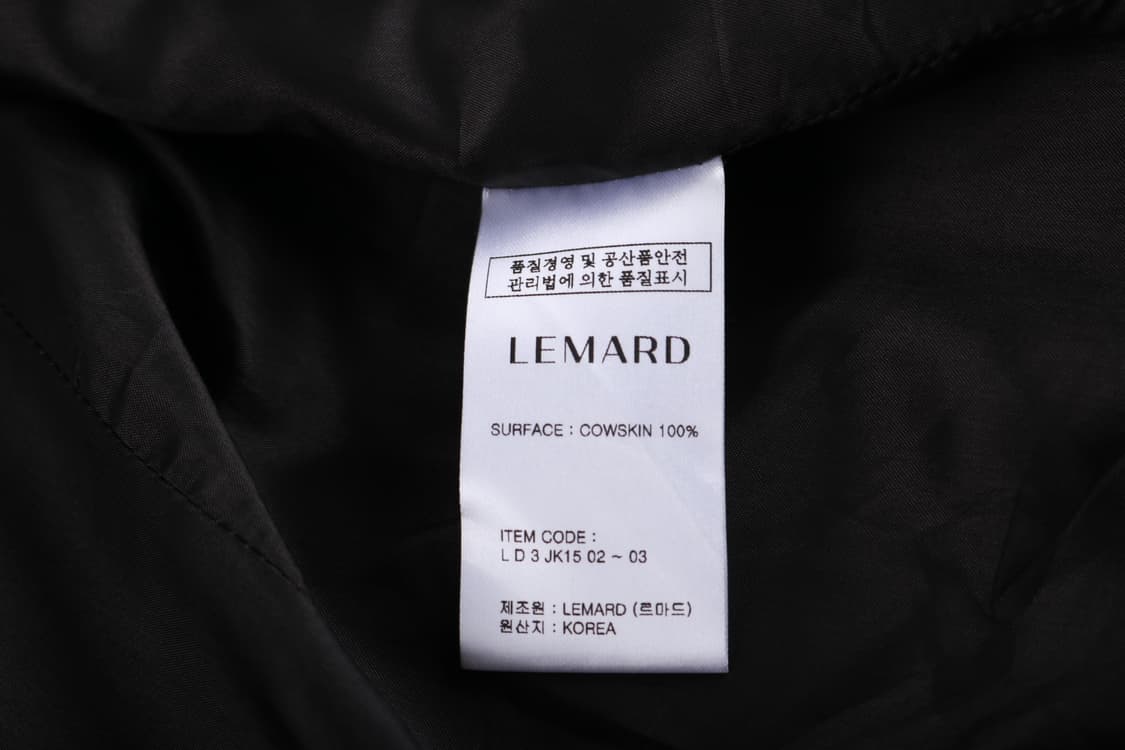 품질경영 및 공산품안전
관리법에 의한 품질표시
LEMARD
SURFACE : COWSKIN 100%
ITEM CODE :
L D 3 JK15 02 ~ 03
제조원 : LEMARD (르마드)
원산지 : KOREA